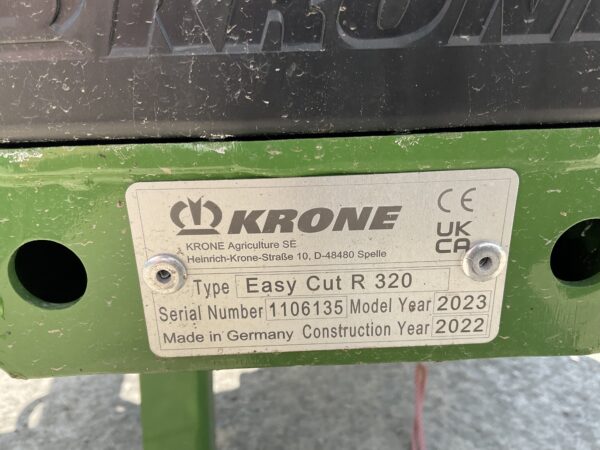 KRONE
KRONE
CE
UK
CA
KRONE Agriculture SE
Heinrich-Krone-Straße 10, D-48480 Spelle
Type Easy Cut R 320
Serial Number 1106135 Model Year 2023
Made in Germany Construction Year 2022